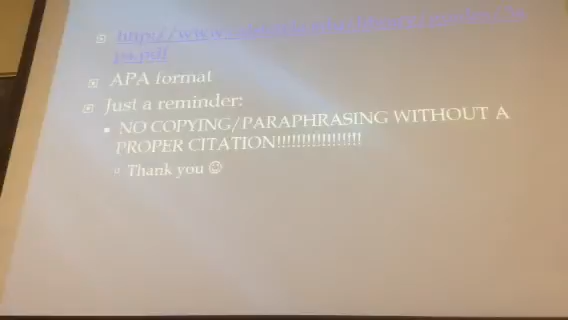 APA format
Just a reminder:
NO COPYING/PARAPHRASING WITHOUT A
PROPER CITATION!!!!!!!!!!!!!!!!!
Thank you ☺